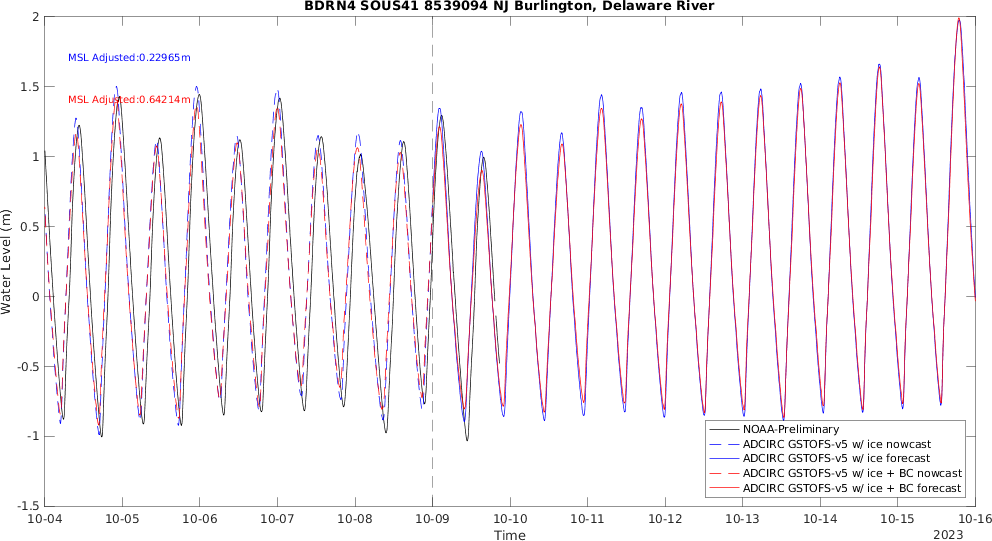 BDRN4 SOUS41 8539094 NJ Burlington, Delaware River
MSL Adjusted:0.22965m
MSL Adjusted:0.64214m
Water Level (m)
2
1.5
1
0.5
0
-0.5
-1
-1.5
NOAA-Preliminary
ADCIRC GSTOFS-v5 w/ ice nowcast
ADCIRC GSTOFS-v5 w/ ice forecast
ADCIRC GSTOFS-v5 w/ ice + BC nowcast
ADCIRC GSTOFS-v5 w/ ice + BC forecast
10-04 10-05 10-06 10-07 10-08 10-09 10-10 10-11 10-12 10-13 10-14 10-15 10-16
Time
2023